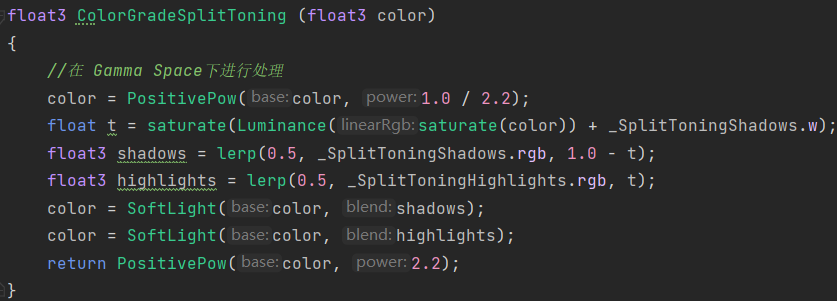 float3 ColorGradeSplitToning (float3 color)
{
    //在 Gamma Space下进行处理
    color = PositivePow(base:color, power:1.0 / 2.2);
    float t = saturate(Luminance(linearRgb:saturate(color)) + _SplitToningShadows.w);
    float3 shadows = lerp(0.5, _SplitToningShadows.rgb, 1.0 - t);
    float3 highlights = lerp(0.5, _SplitToningHighlights.rgb, t);
    color = SoftLight(base:color, blend:shadows);
    color = SoftLight(base:color, blend:highlights);
    return PositivePow(base:color, power:2.2);
}